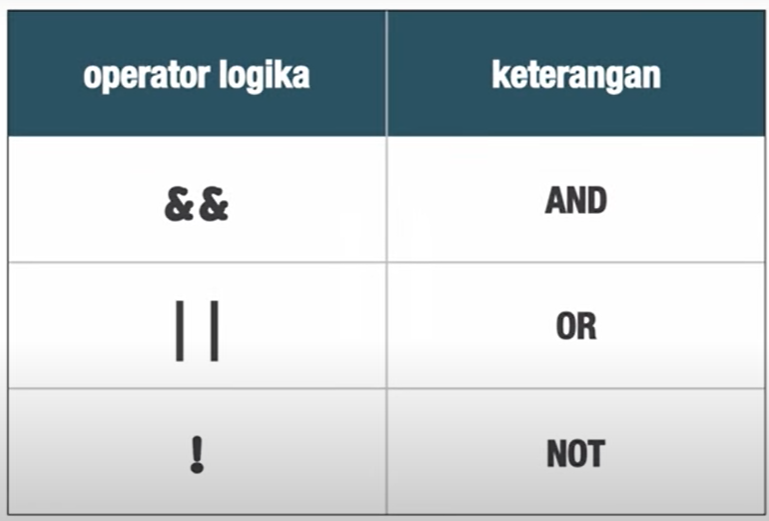 operator logika keterangan
&& AND
|| OR
! NOT